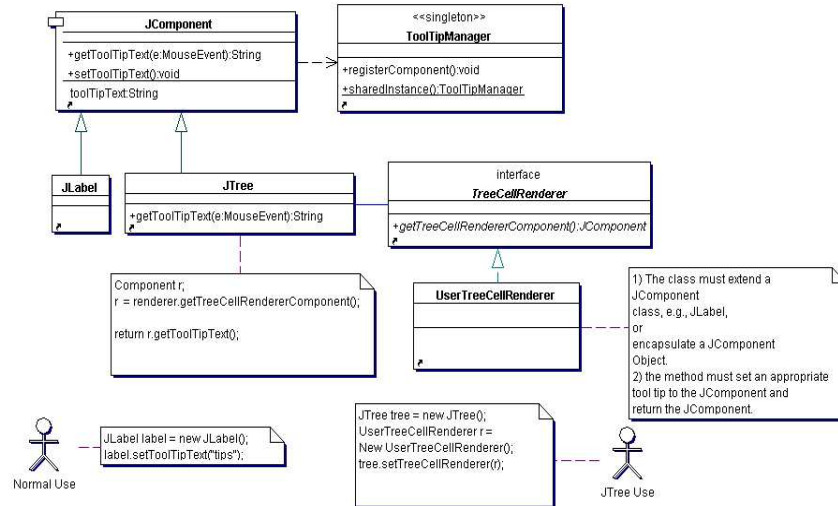 JComponent
+getToolTipText(e:MouseEvent):String
+setToolTipText():void
toolTipText:String
<<singleton>>
ToolTipManager
+registerComponent():void
+sharedInstance():ToolTipManager
JLabel
JTree
+getToolTipText(e:MouseEvent):String
interface
TreeCellRenderer
+getTreeCellRendererComponent():JComponent
Component r;
r = renderer.getTreeCellRendererComponent();
return r.getToolTipText();
UserTreeCellRenderer
1) The class must extend a
JComponent
class, e.g., JLabel,
or
encapsulate a JComponent
Object.
2) the method must set an appropriate
tool tip to the JComponent and
return the JComponent.
Normal Use
JLabel label = new JLabel();
label.setToolTipText("tips");
JTree tree = new JTree();
UserTreeCellRenderer r =
New UserTreeCellRenderer();
tree.setTreeCellRenderer(r);
JTree Use